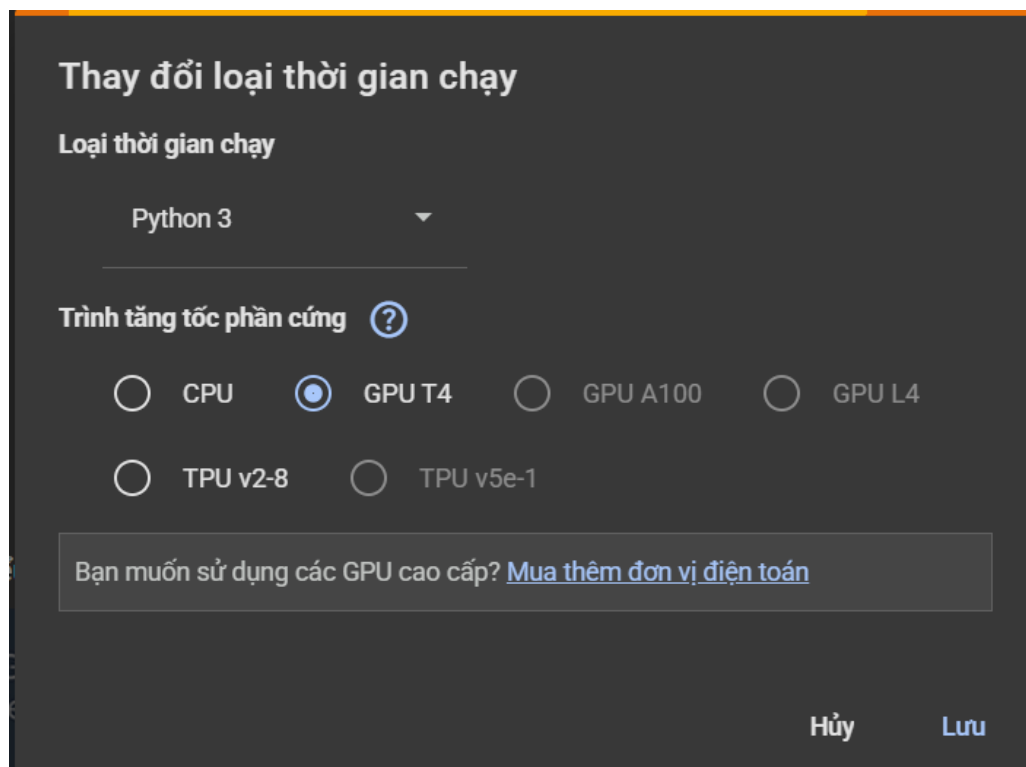 Thay đổi loại thời gian chạy
Loại thời gian chạy
Python 3
Trình tăng tốc phần cứng ?
CPU GPU T4 GPU A100 GPU L4
TPU v2-8 TPU v5e-1
Bạn muốn sử dụng các GPU cao cấp? Mua thêm đơn vị điện toán
Hủy Lưu